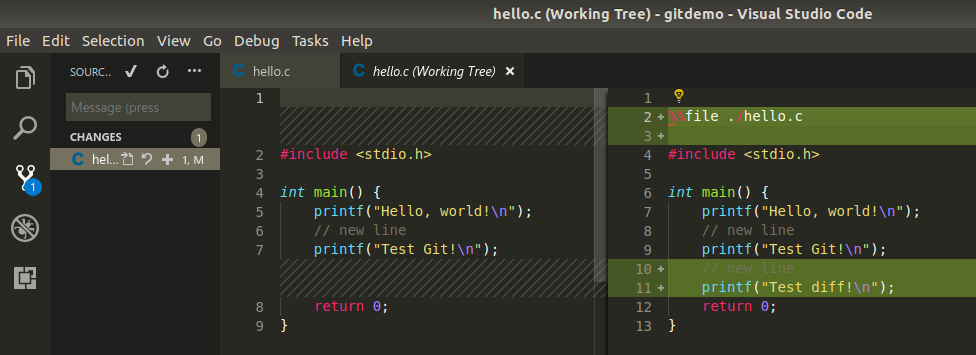 hello.c (Working Tree) - gitdemo - Visual Studio Code
File Edit Selection View Go Debug Tasks Help
SOURC.. ···
Message (press
CHANGES 1
C hel... 1, M
1
C hello.c
C hello.c (Working Tree) ×
1
2 #include <stdio.h>
3
4 int main() {
5 printf("Hello, world!\n");
6 // new line
7 printf("Test Git!\n");
8 return 0;
9 }
1
2 + %%file ./hello.c
3 +
4 #include <stdio.h>
5
6 int main() {
7 printf("Hello, world!\n");
8 // new line
9 printf("Test Git!\n");
10 + // new line
11 + printf("Test diff!\n");
12 return 0;
13 }